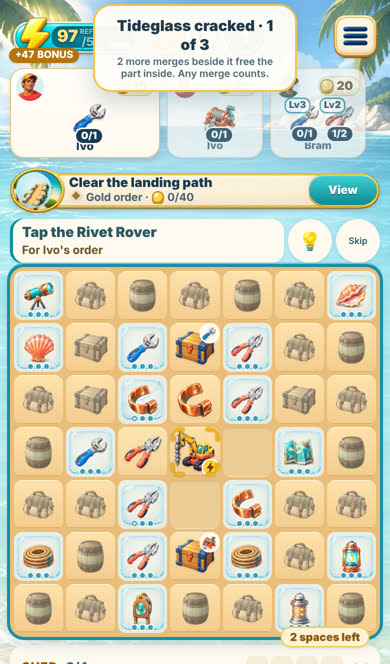 Tideglass cracked · 1
of 3
2 more merges beside it free the
part inside. Any merge counts.
97
+47 BONUS
20
Lv3
Lv2
0/1
0/1
0/1
1/2
Ivo
Ivo
Bram
Clear the landing path
Gold order · 0/40
View
Tap the Rivet Rover
For Ivo's order
Skip
2 spaces left